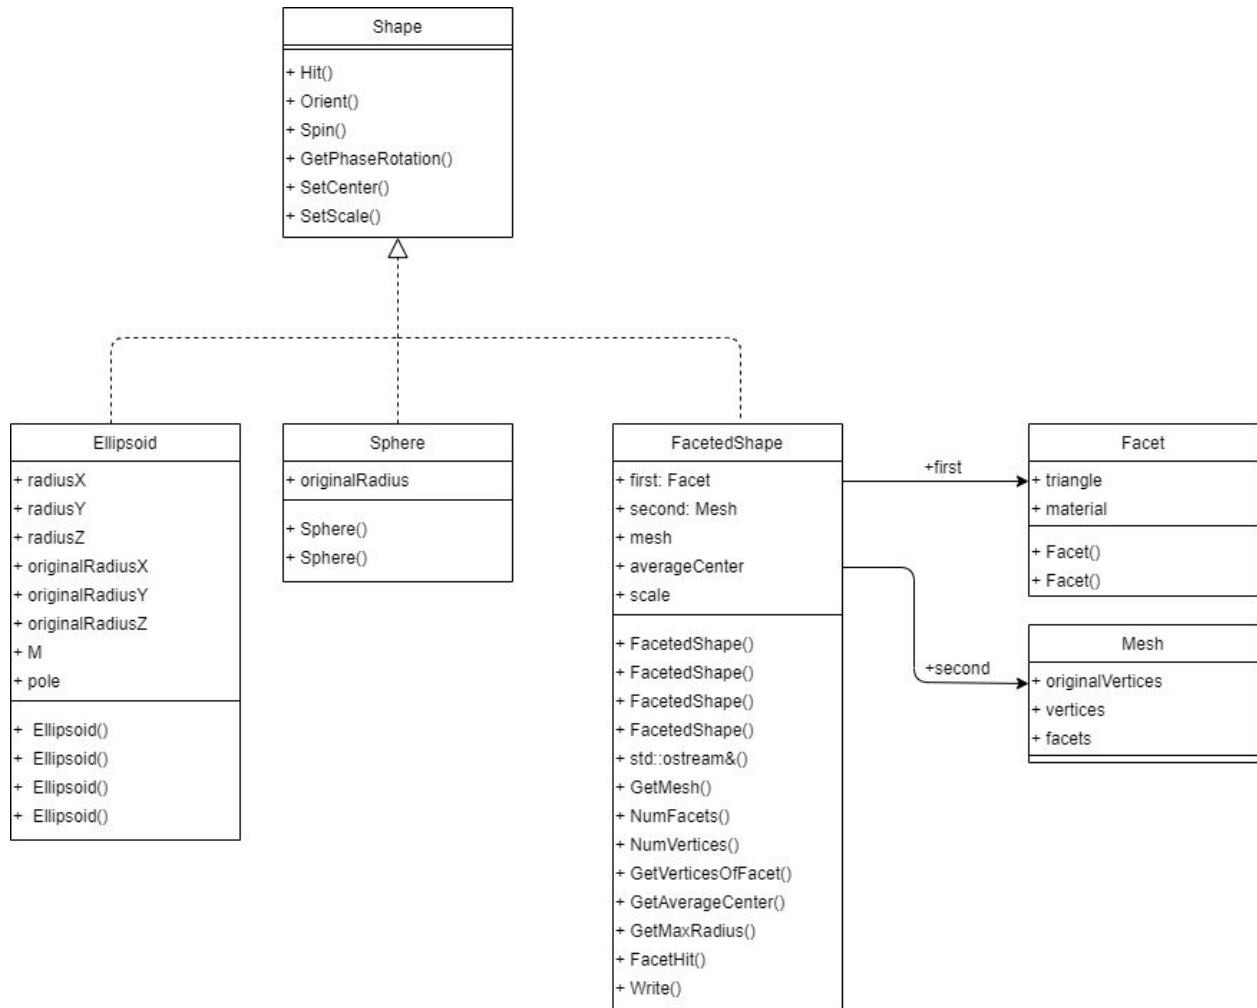 Shape
+ Hit()
+ Orient()
+ Spin()
+ GetPhaseRotation()
+ SetCenter()
+ SetScale()
Ellipsoid
+ radiusX
+ radiusY
+ radiusZ
+ originalRadiusX
+ originalRadiusY
+ originalRadiusZ
+ M
+ pole
+ Ellipsoid()
+ Ellipsoid()
+ Ellipsoid()
+ Ellipsoid()
Sphere
+ originalRadius
+ Sphere()
+ Sphere()
FacetedShape
+ first: Facet
+ second: Mesh
+ mesh
+ averageCenter
+ scale
+ FacetedShape()
+ FacetedShape()
+ FacetedShape()
+ FacetedShape()
+ std::ostream&()
+ GetMesh()
+ NumFacets()
+ NumVertices()
+ GetVerticesOfFacet()
+ GetAverageCenter()
+ GetMaxRadius()
+ FacetHit()
+ Write()
+first
+second
Facet
+ triangle
+ material
+ Facet()
+ Facet()
Mesh
+ originalVertices
+ vertices
+ facets